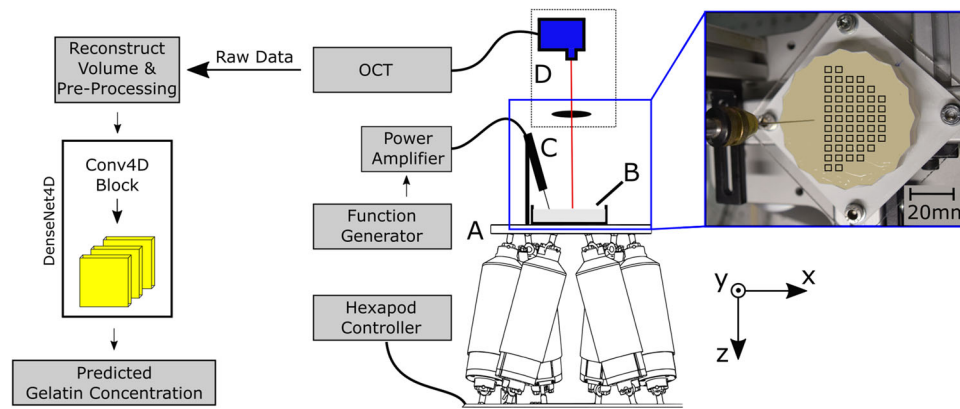 Reconstruct
Volume &
Pre-Processing
Raw Data
OCT
D
Conv4D
Block
DenseNet4D
Power
Amplifier
C
B
Function
Generator
A
Hexapod
Controller
Predicted
Gelatin Concentration
20mm
y
x
z